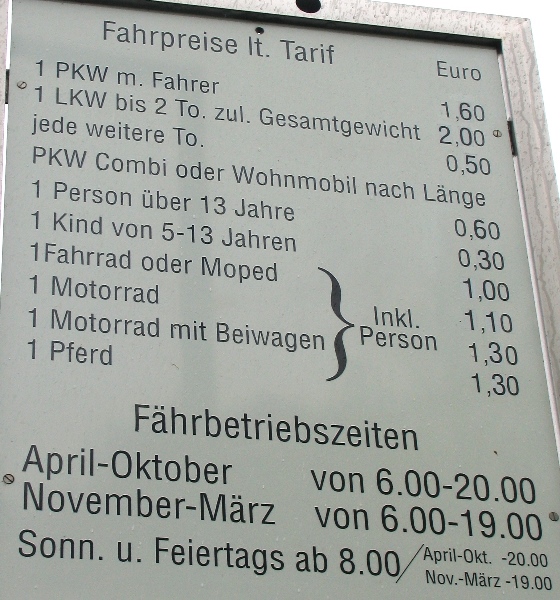 Fahrpreise lt. Tarif Euro
1 PKW m. Fahrer 1,60
1 LKW bis 2 To. zul. Gesamtgewicht 2,00
jede weitere To. 0,50
PKW Combi oder Wohnmobil nach Länge
1 Person über 13 Jahre 0,60
1 Kind von 5-13 Jahren 0,30
1Fahrrad oder Moped 1,00
1 Motorrad Inkl. 1,10
1 Motorrad mit Beiwagen Person 1,30
1 Pferd 1,30
Fährbetriebszeiten
April-Oktober von 6.00-20.00
November-März von 6.00-19.00
Sonn. u. Feiertags ab 8.00/April-Okt. -20.00
Nov.-März -19.00